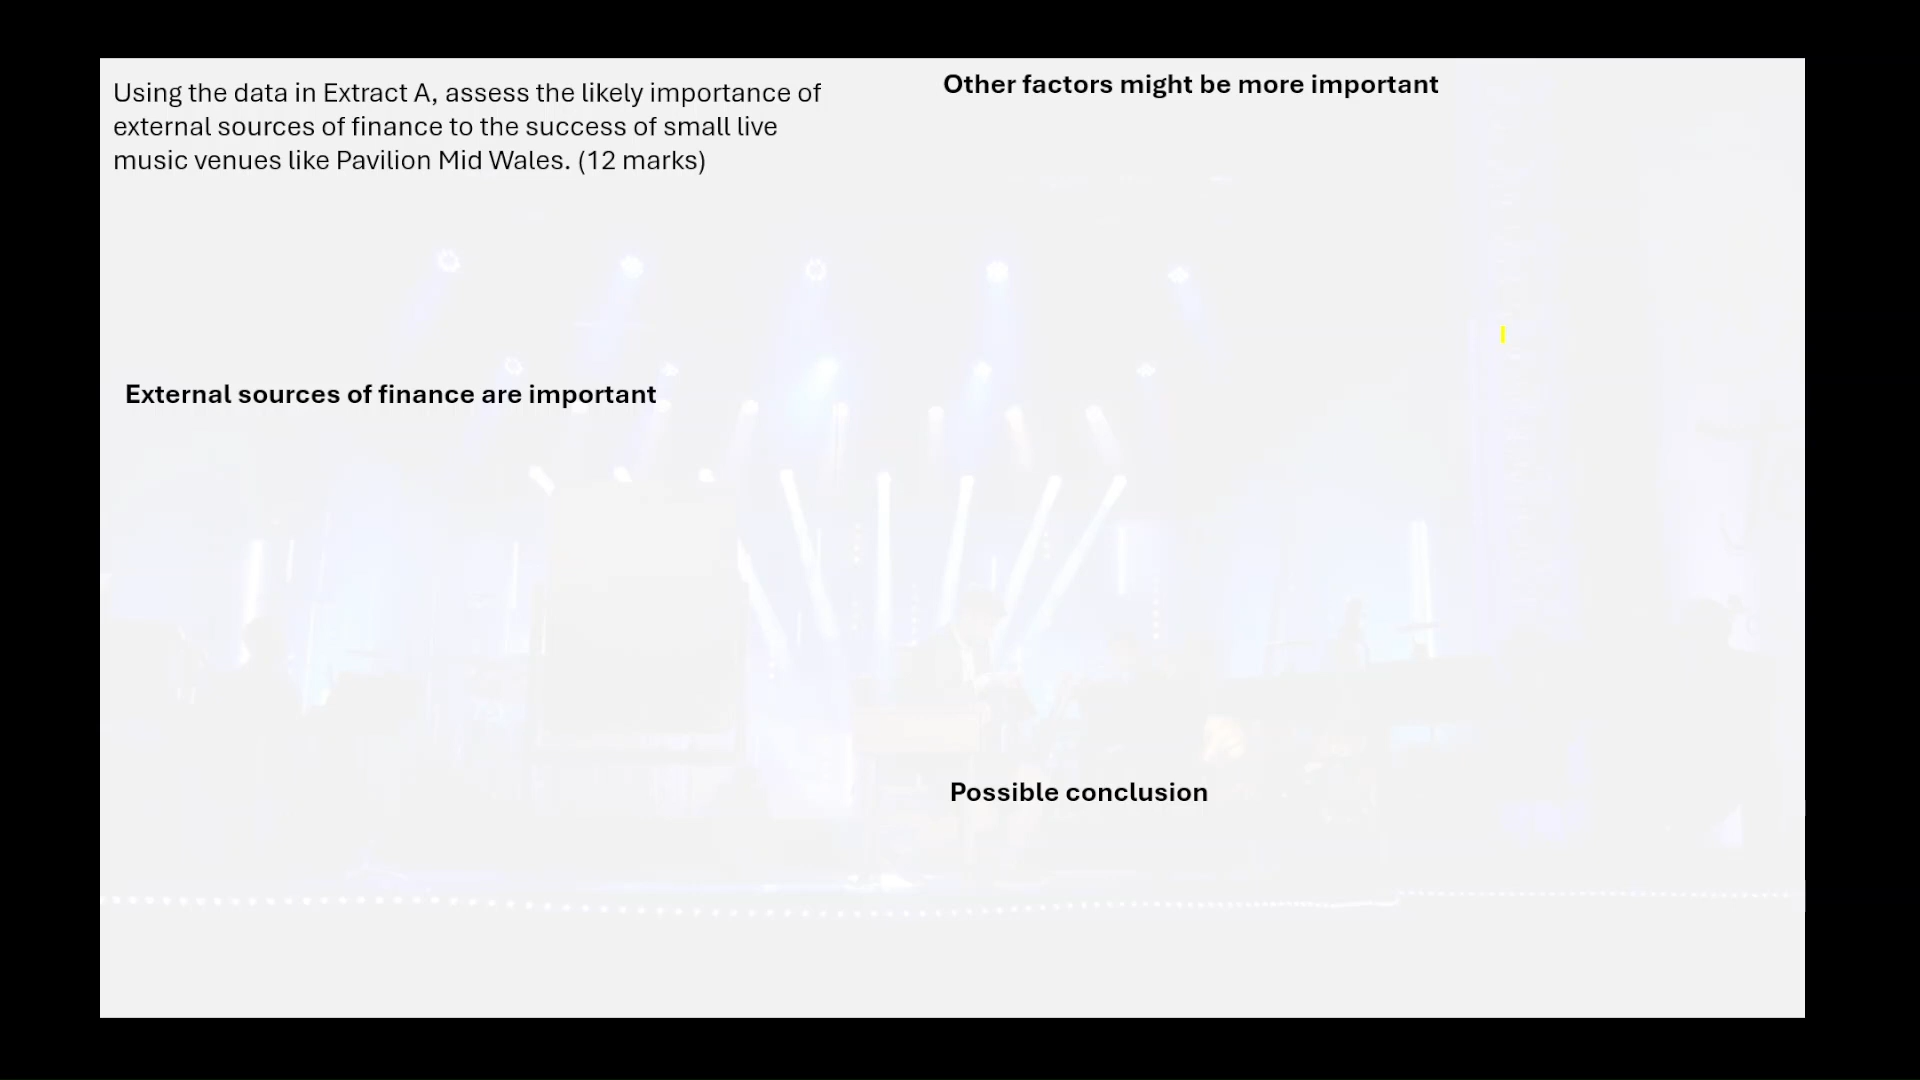 Using the data in Extract A, assess the likely importance of
external sources of finance to the success of small live
music venues like Pavilion Mid Wales. (12 marks)
External sources of finance are important
Other factors might be more important
Possible conclusion